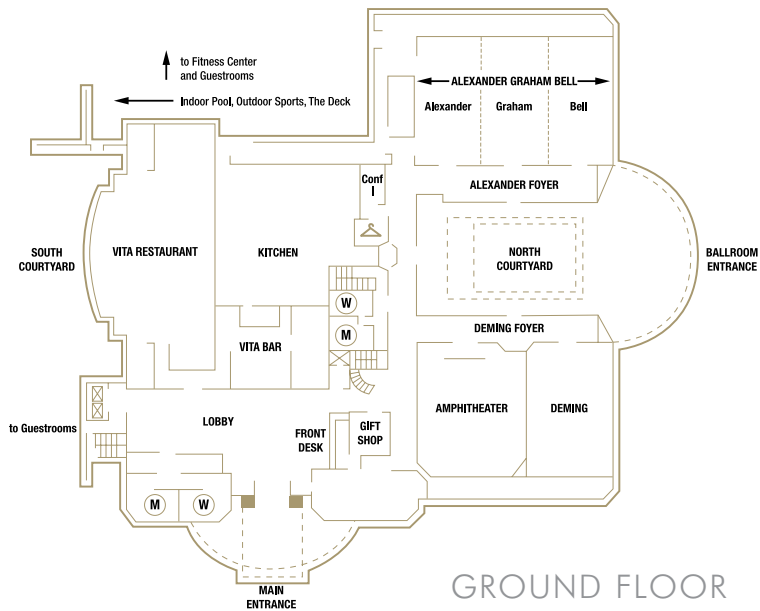 to Fitness Center
and Guestrooms
Indoor Pool, Outdoor Sports, The Deck
ALEXANDER GRAHAM BELL
Alexander
Graham
Bell
Conf
I
ALEXANDER FOYER
SOUTH
COURTYARD
VITA RESTAURANT
KITCHEN
NORTH
COURTYARD
BALLROOM
ENTRANCE
W
M
VITA BAR
DEMING FOYER
to Guestrooms
LOBBY
FRONT
DESK
GIFT
SHOP
AMPHITHEATER
DEMING
M
W
MAIN
ENTRANCE
GROUND FLOOR